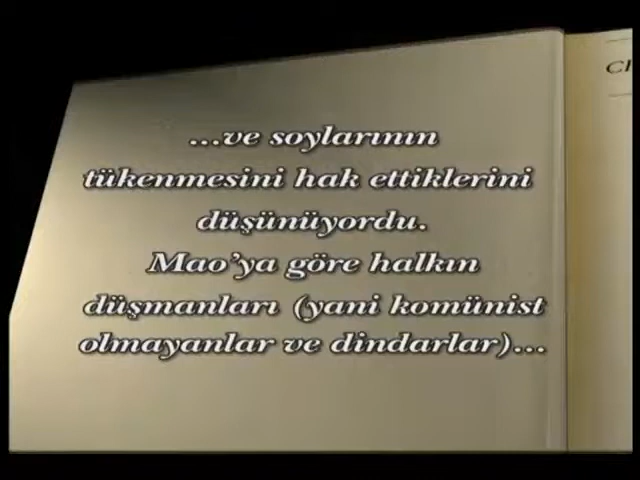 ...ve soylarının
tükenmesini hak ettiklerini
düşünüyordu.
Mao'ya göre halkın
düşmanları (yani komünist
olmayanlar ve dindarlar)...